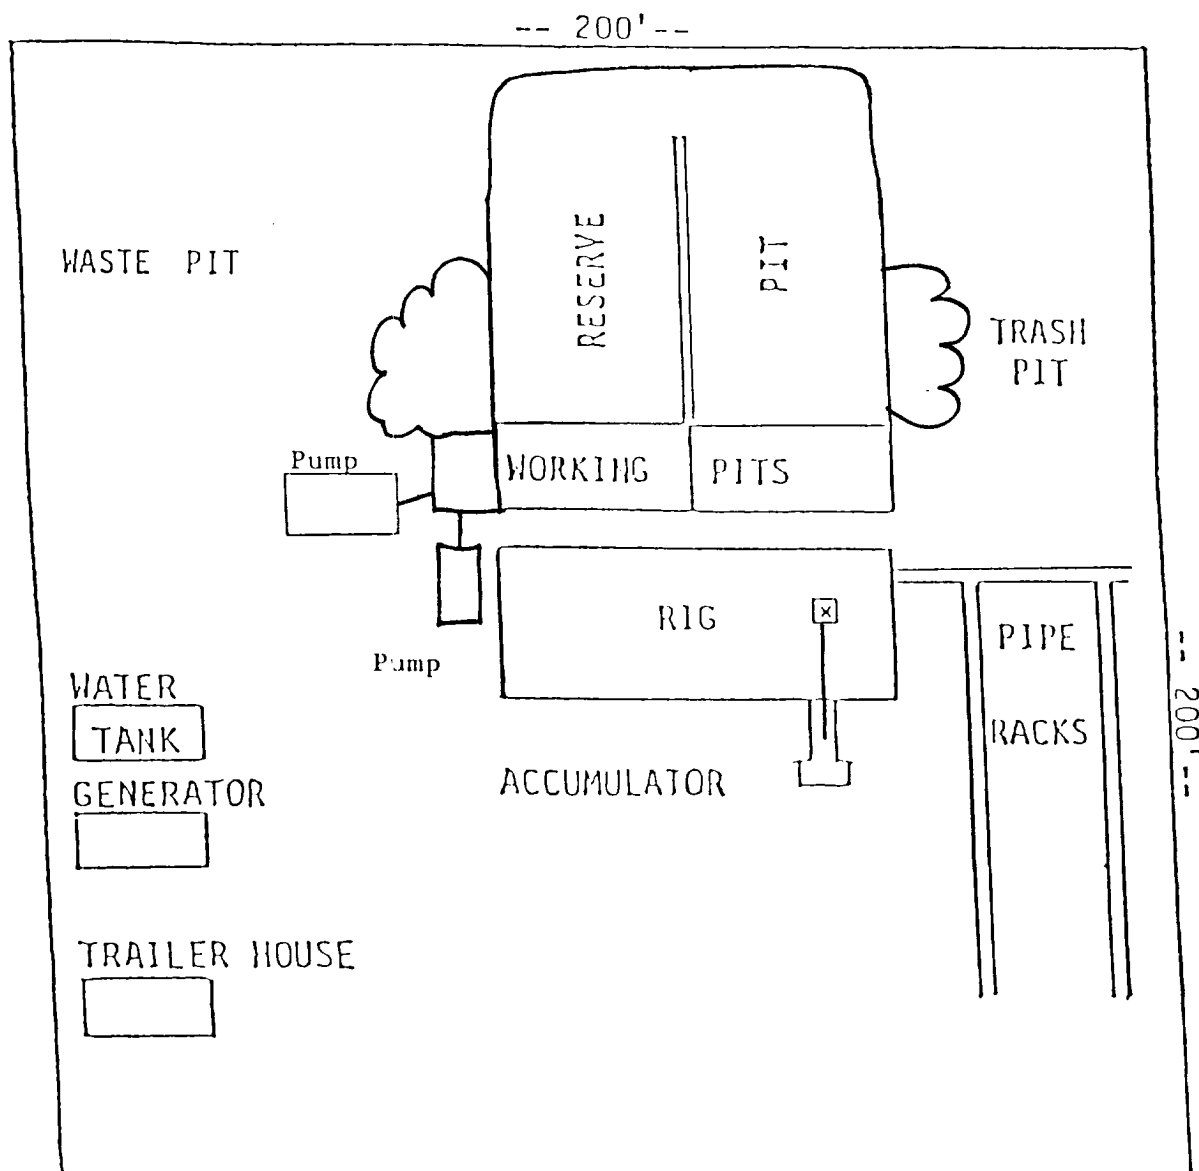 -- 200'--
WASTE PIT
RESERVE
PIT
TRASH
PIT
Pump
WORKING PITS
RIG
x
PIPE
RACKS
Pump
-- 200'--
WATER
TANK
GENERATOR
ACCUMULATOR
TRAILER HOUSE